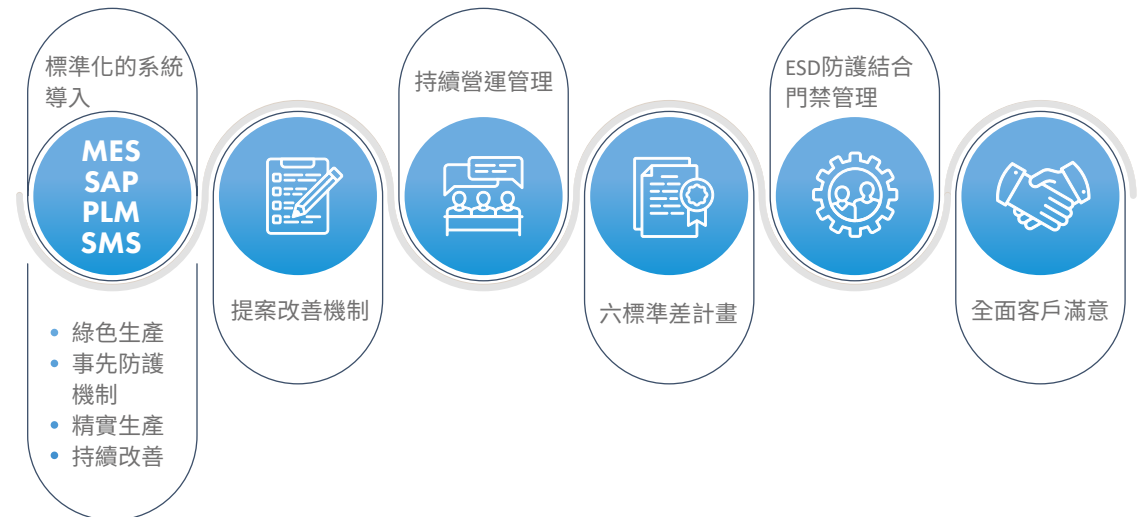 標準化的系統
導入
MES
SAP
PLM
SMS
• 綠色生產
• 事先防護
機制
• 精實生產
• 持續改善
提案改善機制
持續營運管理
六標準差計畫
ESD防護結合
門禁管理
全面客戶滿意